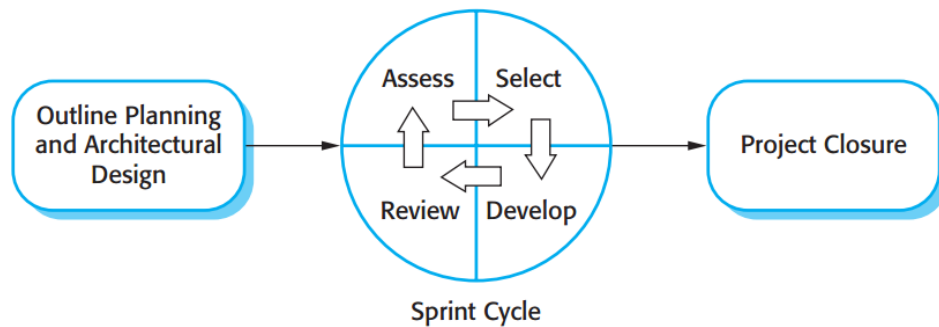 Outline Planning
and Architectural
Design
Assess
Select
Review
Develop
Project Closure
Sprint Cycle